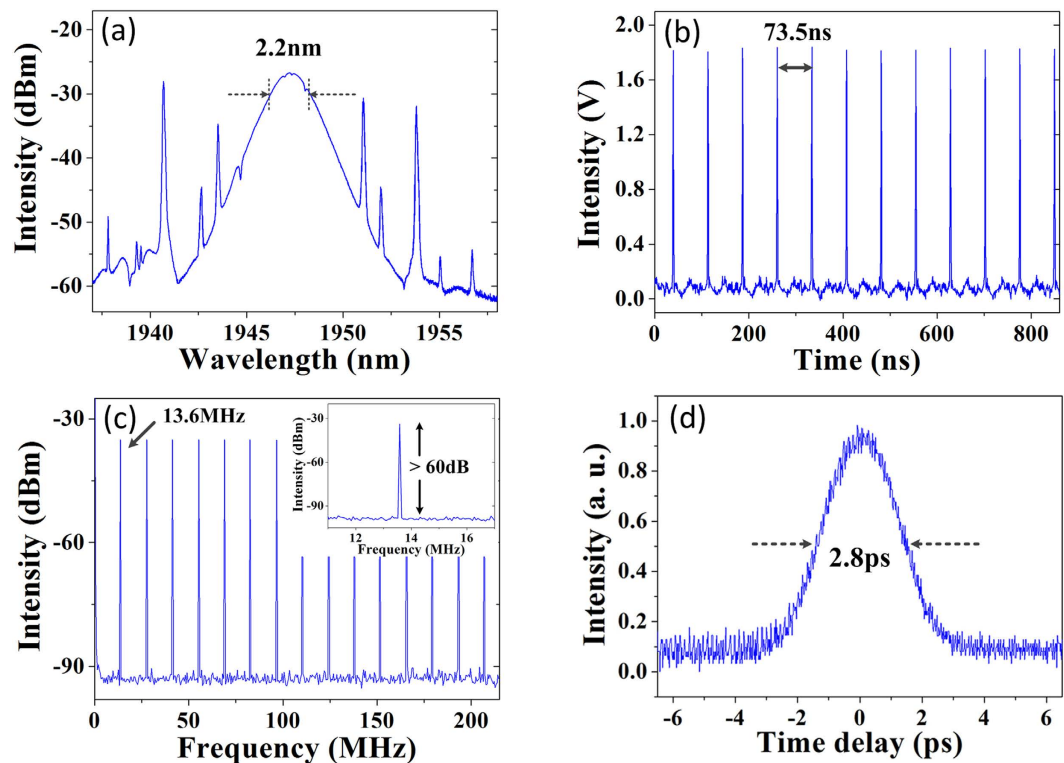 (a)
2.2nm
-17
-20
-30
-40
-50
-60
Intensity (dBm)
1940 1945 1950 1955
Wavelength (nm)
(b)
73.5ns
2.0
1.6
1.2
0.8
0.4
0.0
Intensity (V)
0 200 400 600 800
Time (ns)
(c)
13.6MHz
-30
-60
-90
Intensity (dBm)
0 50 100 150 200
Frequency (MHz)
-30
-60
-90
Intensity (dBm)
> 60dB
12 14 16
Frequency (MHz)
(d)
2.8ps
1.0
0.8
0.6
0.4
0.2
0.0
Intensity (a. u.)
-6 -4 -2 0 2 4 6
Time delay (ps)